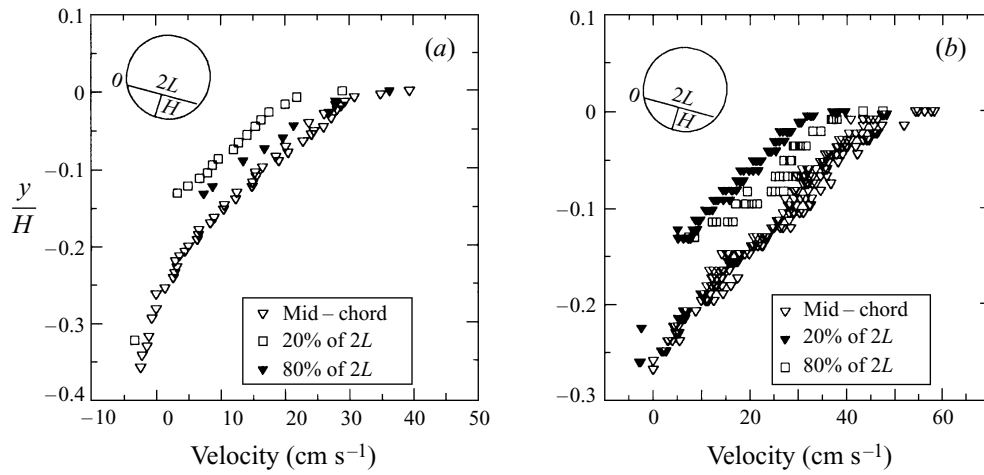 0.1
0
−0.1
−0.2
−0.3
−0.4
y
H
−10
0
10
20
30
40
50
Velocity (cm s−1)
(a)
0
2L
H
Mid – chord
20% of 2L
80% of 2L
0.1
0
−0.1
−0.2
−0.3
0
20
40
60
Velocity (cm s−1)
(b)
0
2L
H
Mid – chord
20% of 2L
80% of 2L